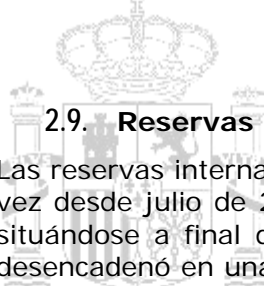 2.9. Reservas
Las reservas interna
vez desde julio de 2
situándose a final d
desencadenó en una